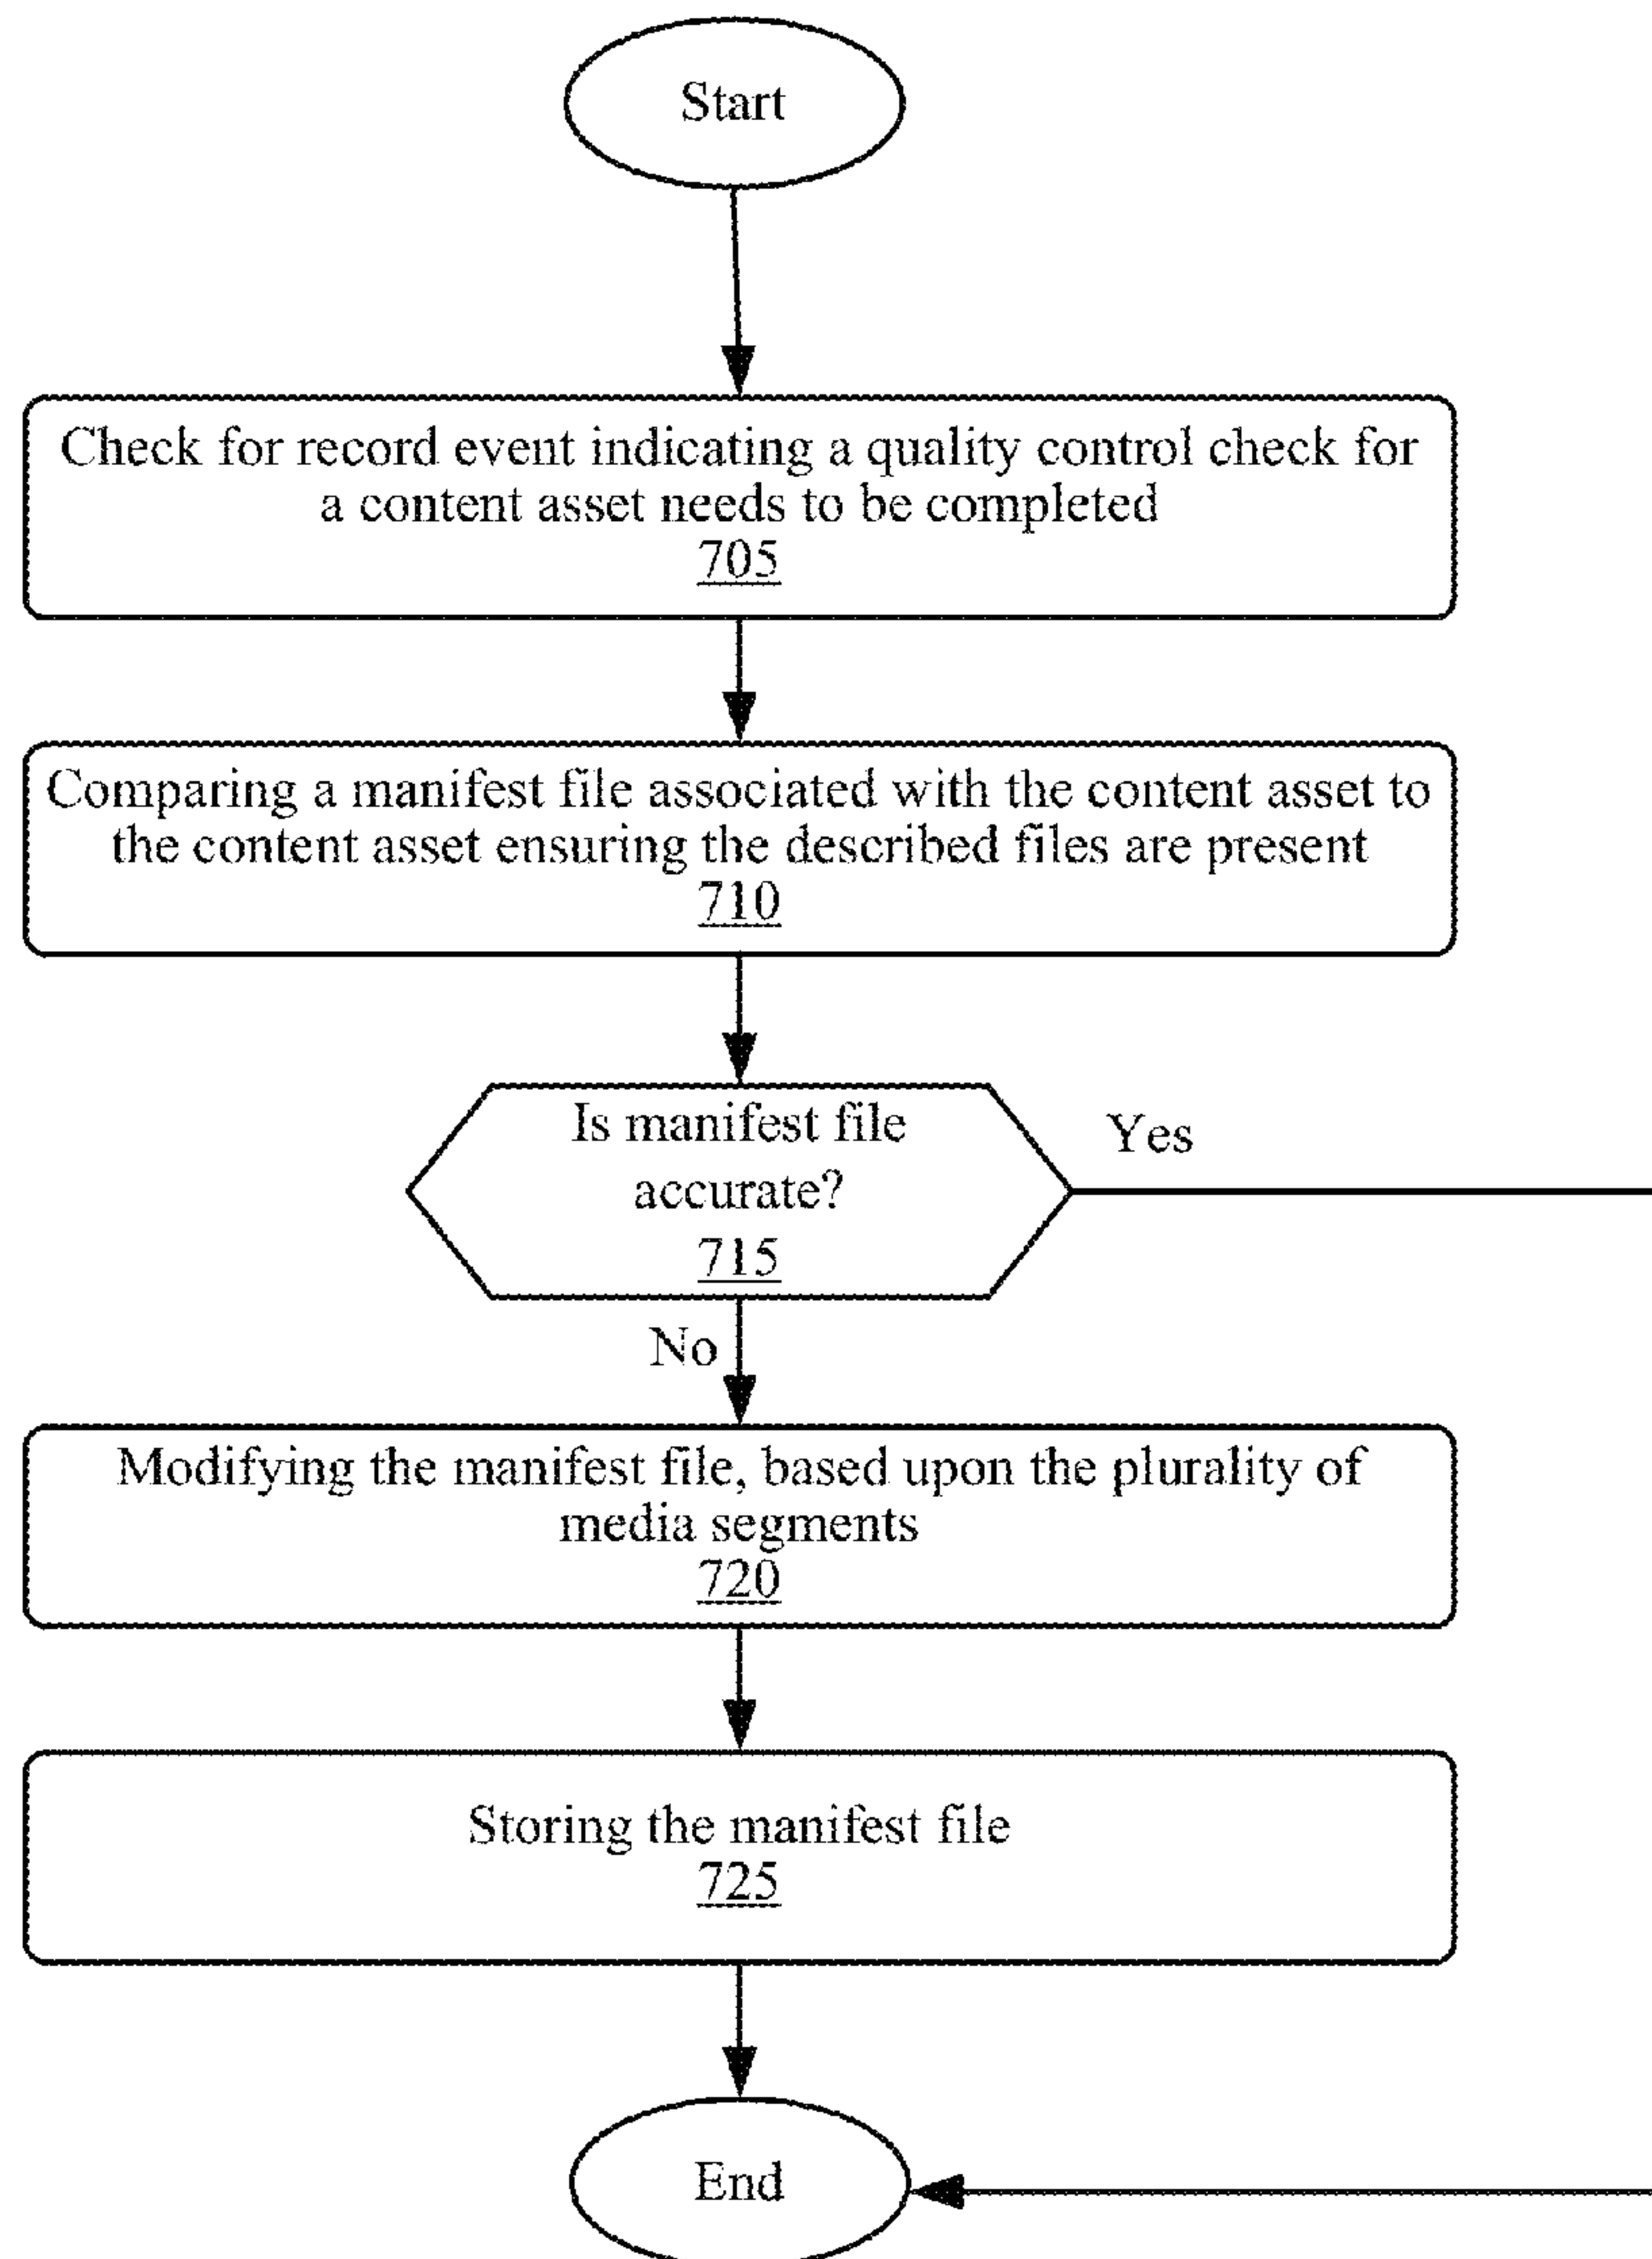 Start
Check for record event indicating a quality control check for
a content asset needs to be completed
705
Comparing a manifest file associated with the content asset to
the content asset ensuring the described files are present
710
Is manifest file
accurate?
715
Yes
No
Modifying the manifest file, based upon the plurality of
media segments
720
Storing the manifest file
725
End